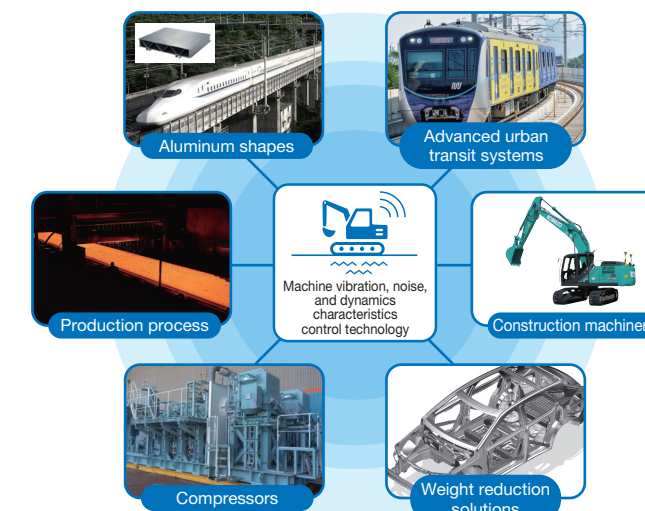 Aluminum shapes
Advanced urban
transit systems
Machine vibration, noise,
and dynamics
characteristics
control technology
Production process
Construction machiner
Compressors
Weight reduction
solutions